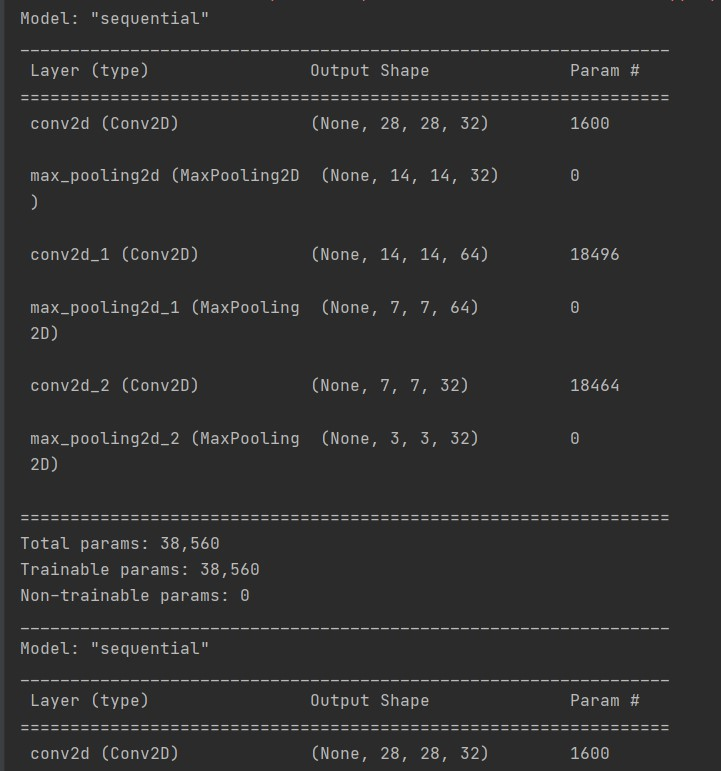 Model: "sequential"
_________________________________________________________________
Layer (type) Output Shape Param #
=================================================================
conv2d (Conv2D) (None, 28, 28, 32) 1600
max_pooling2d (MaxPooling2D (None, 14, 14, 32) 0
)
conv2d_1 (Conv2D) (None, 14, 14, 64) 18496
max_pooling2d_1 (MaxPooling (None, 7, 7, 64) 0
2D)
conv2d_2 (Conv2D) (None, 7, 7, 32) 18464
max_pooling2d_2 (MaxPooling (None, 3, 3, 32) 0
2D)
=================================================================
Total params: 38,560
Trainable params: 38,560
Non-trainable params: 0
_________________________________________________________________
Model: "sequential"
_________________________________________________________________
Layer (type) Output Shape Param #
=================================================================
conv2d (Conv2D) (None, 28, 28, 32) 1600